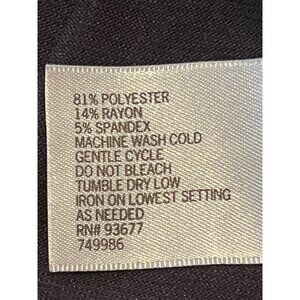 81% POLYESTER
14% RAYON
5% SPANDEX
MACHINE WASH COLD
GENTLE CYCLE
DO NOT BLEACH
TUMBLE DRY LOW
IRON ON LOWEST SETTING
AS NEEDED
RN# 93677
749986